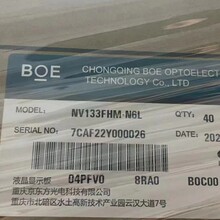 BOE
CHONGQING BOE OPTOELECT
TECHNOLOGY CO., LTD.
MODEL: NV133FHM-N6L Q'TY: 40
SERIAL NO: 7CAF22Y000026 DATE: 202
D4PFV0 8RA0 B0C00
液晶显示板
重庆京东方光电科技有限公司
重庆市北碚区水土高新技术产业园云汉大道7号